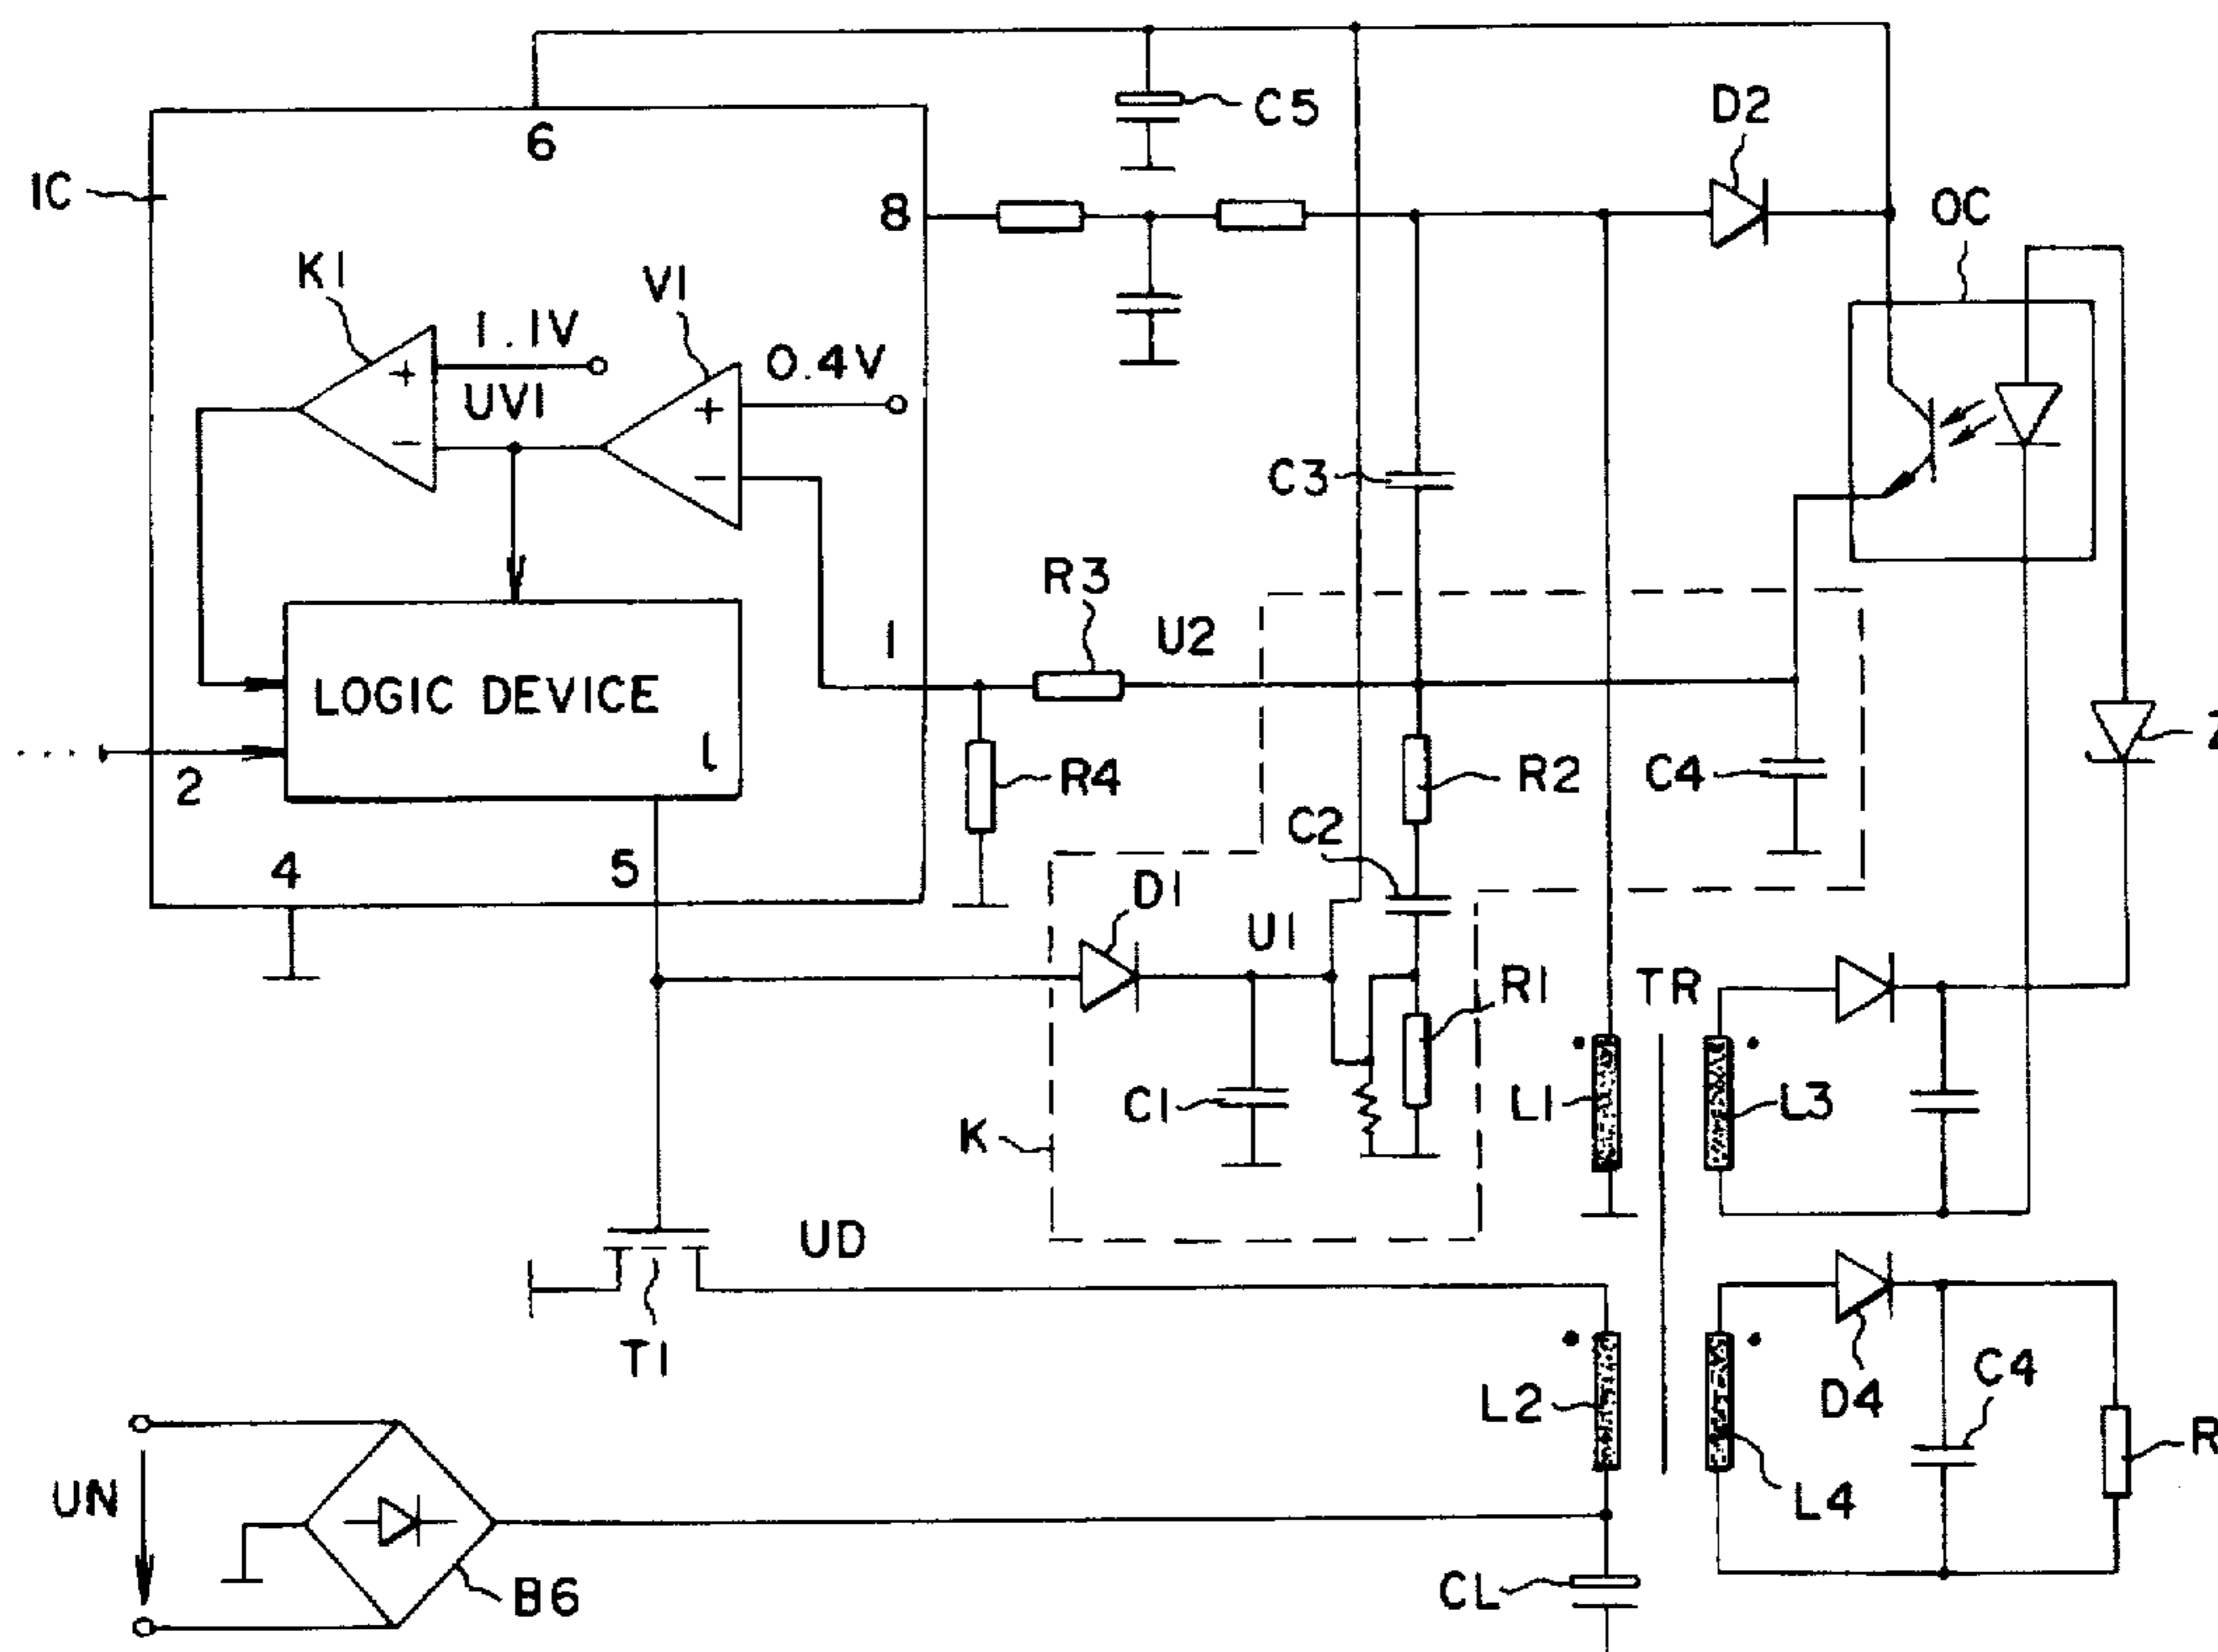 6
C5
D2
IC
8
OC
K1
V1
1.1V
0.4V
UV1
+
+
−
−
C3
R3
U2
1
LOGIC DEVICE
L
2
R4
R2
C4
Z
C2
4
5
D1
U1
R1
TR
C1
L1
L3
K
UD
T1
L2
D4
C4
R
L4
UN
B6
CL